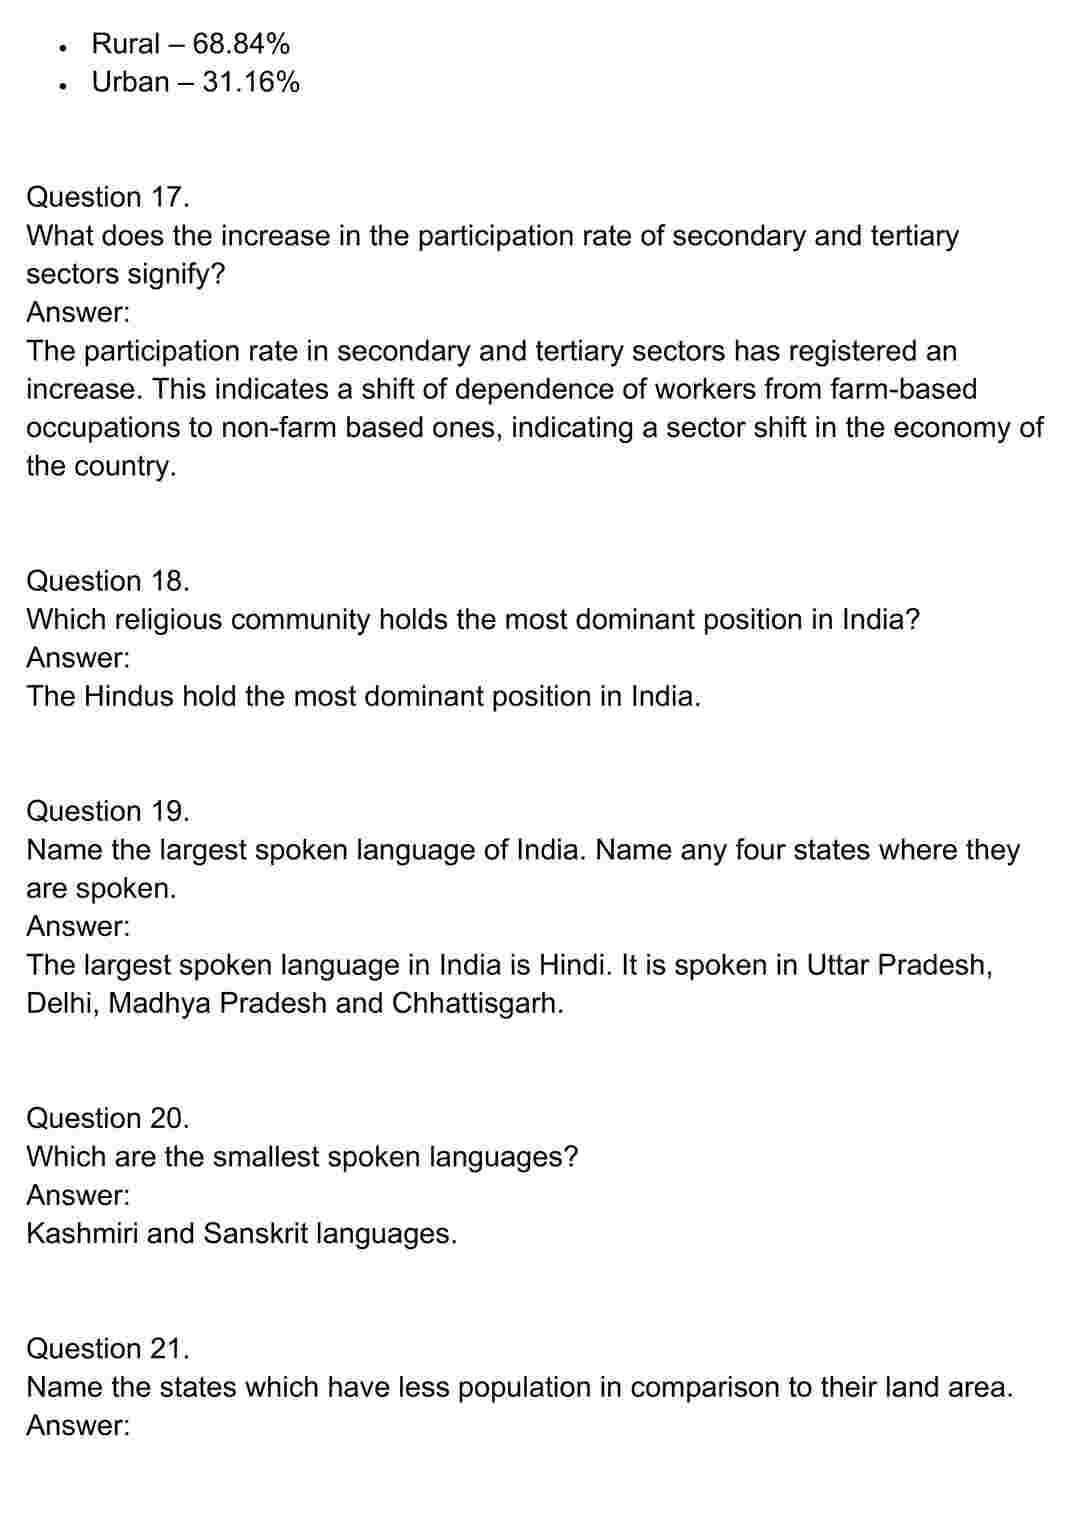 • Rural – 68.84%
• Urban – 31.16%
Question 17.
What does the increase in the participation rate of secondary and tertiary
sectors signify?
Answer:
The participation rate in secondary and tertiary sectors has registered an
increase. This indicates a shift of dependence of workers from farm-based
occupations to non-farm based ones, indicating a sector shift in the economy of
the country.
Question 18.
Which religious community holds the most dominant position in India?
Answer:
The Hindus hold the most dominant position in India.
Question 19.
Name the largest spoken language of India. Name any four states where they
are spoken.
Answer:
The largest spoken language in India is Hindi. It is spoken in Uttar Pradesh,
Delhi, Madhya Pradesh and Chhattisgarh.
Question 20.
Which are the smallest spoken languages?
Answer:
Kashmiri and Sanskrit languages.
Question 21.
Name the states which have less population in comparison to their land area.
Answer: